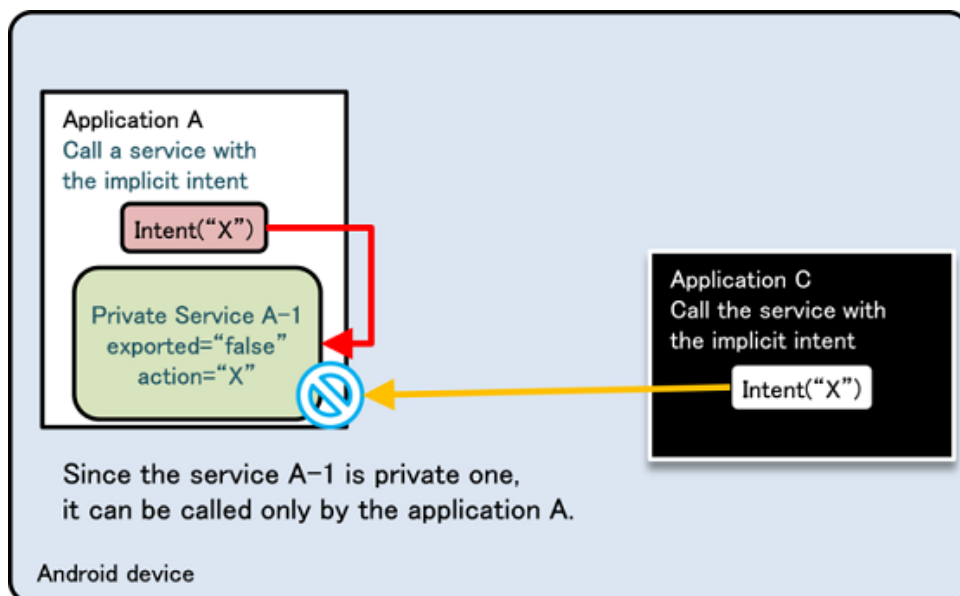 Application A
Call a service with
the implicit intent
Intent(“X”)
Private Service A-1
exported=“false”
action=“X”
Application C
Call the service with
the implicit intent
Intent(“X”)
Since the service A-1 is private one,
it can be called only by the application A.
Android device